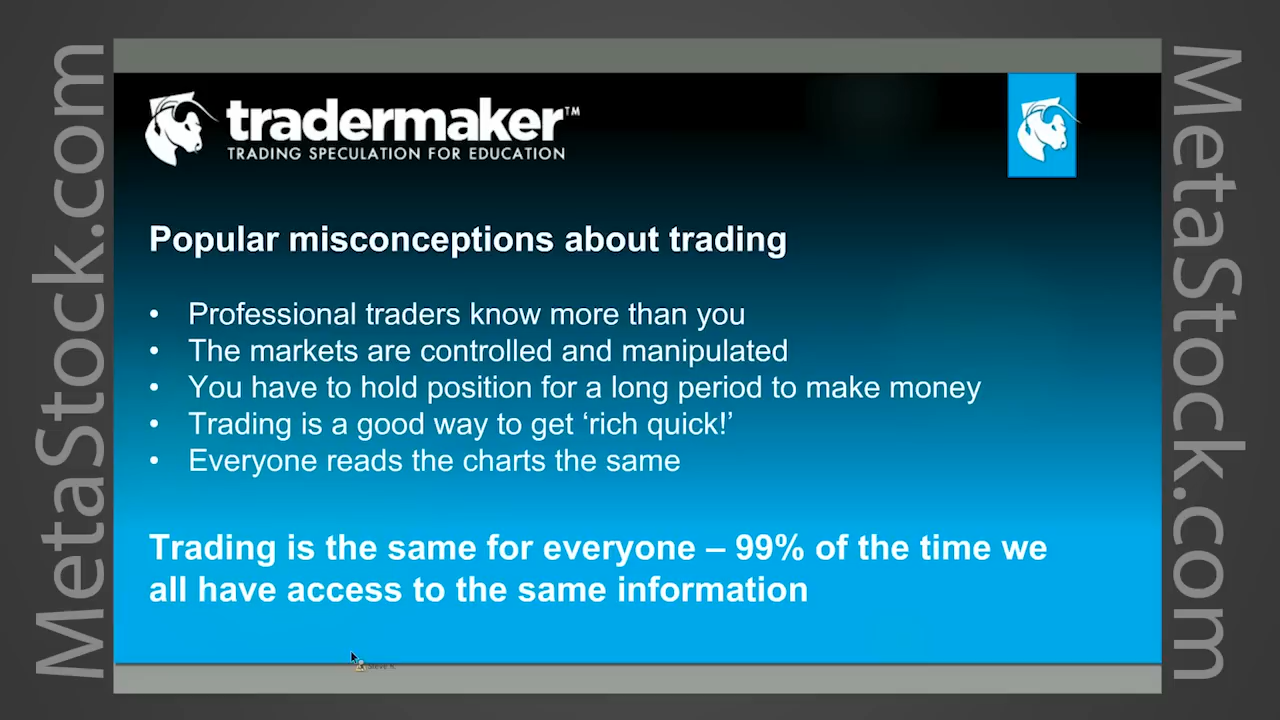 MetaStock.com
tradermaker™
TRADING SPECULATION FOR EDUCATION
Popular misconceptions about trading
• Professional traders know more than you
• The markets are controlled and manipulated
• You have to hold position for a long period to make money
• Trading is a good way to get ‘rich quick!’
• Everyone reads the charts the same
Trading is the same for everyone – 99% of the time we
all have access to the same information
MetaStock.com